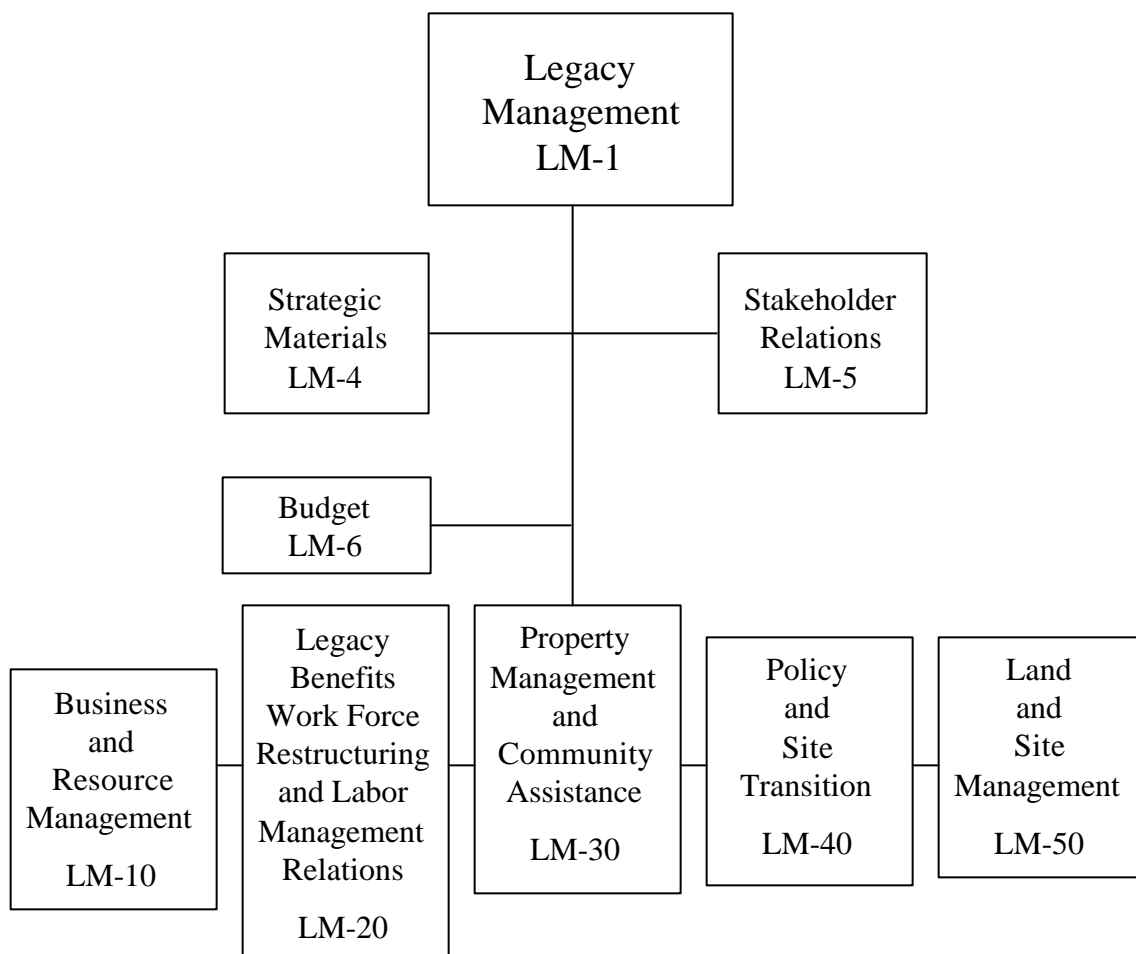 Legacy
Management
LM-1
Strategic
Materials
LM-4
Stakeholder
Relations
LM-5
Budget
LM-6
Business
and
Resource
Management
LM-10
Legacy
Benefits
Work Force
Restructuring
and Labor
Management
Relations
LM-20
Property
Management
and
Community
Assistance
LM-30
Policy
and
Site
Transition
LM-40
Land
and
Site
Management
LM-50